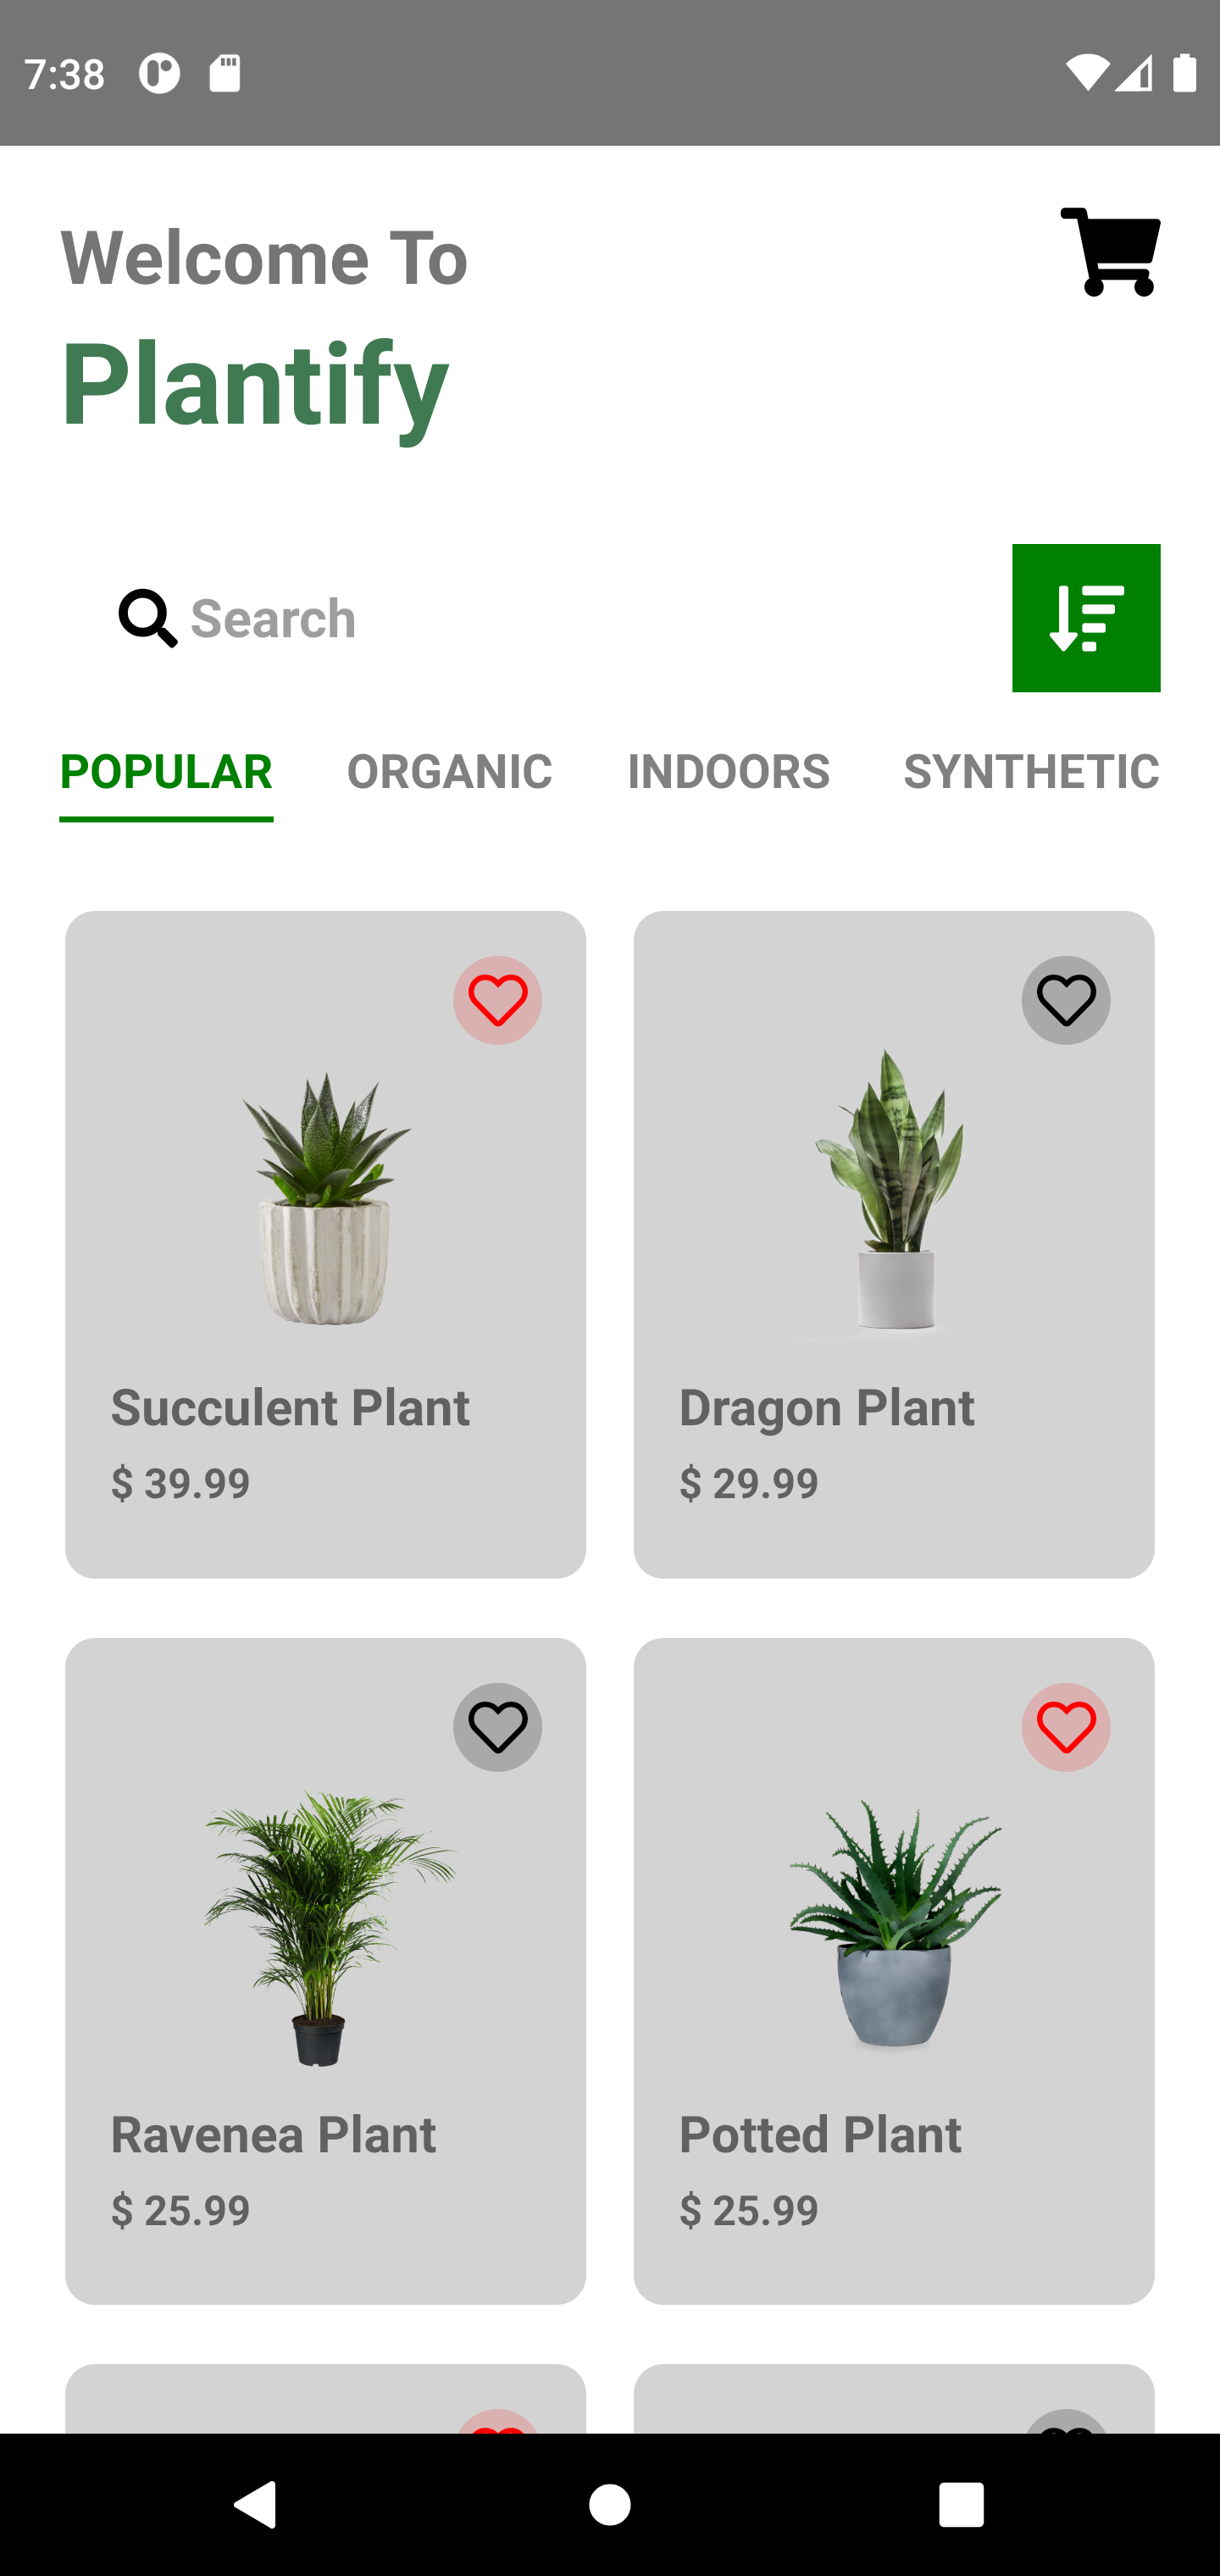 7:38
Welcome To
Plantify
Search
POPULAR ORGANIC INDOORS SYNTHETIC
Succulent Plant
$ 39.99
Dragon Plant
$ 29.99
Ravenea Plant
$ 25.99
Potted Plant
$ 25.99